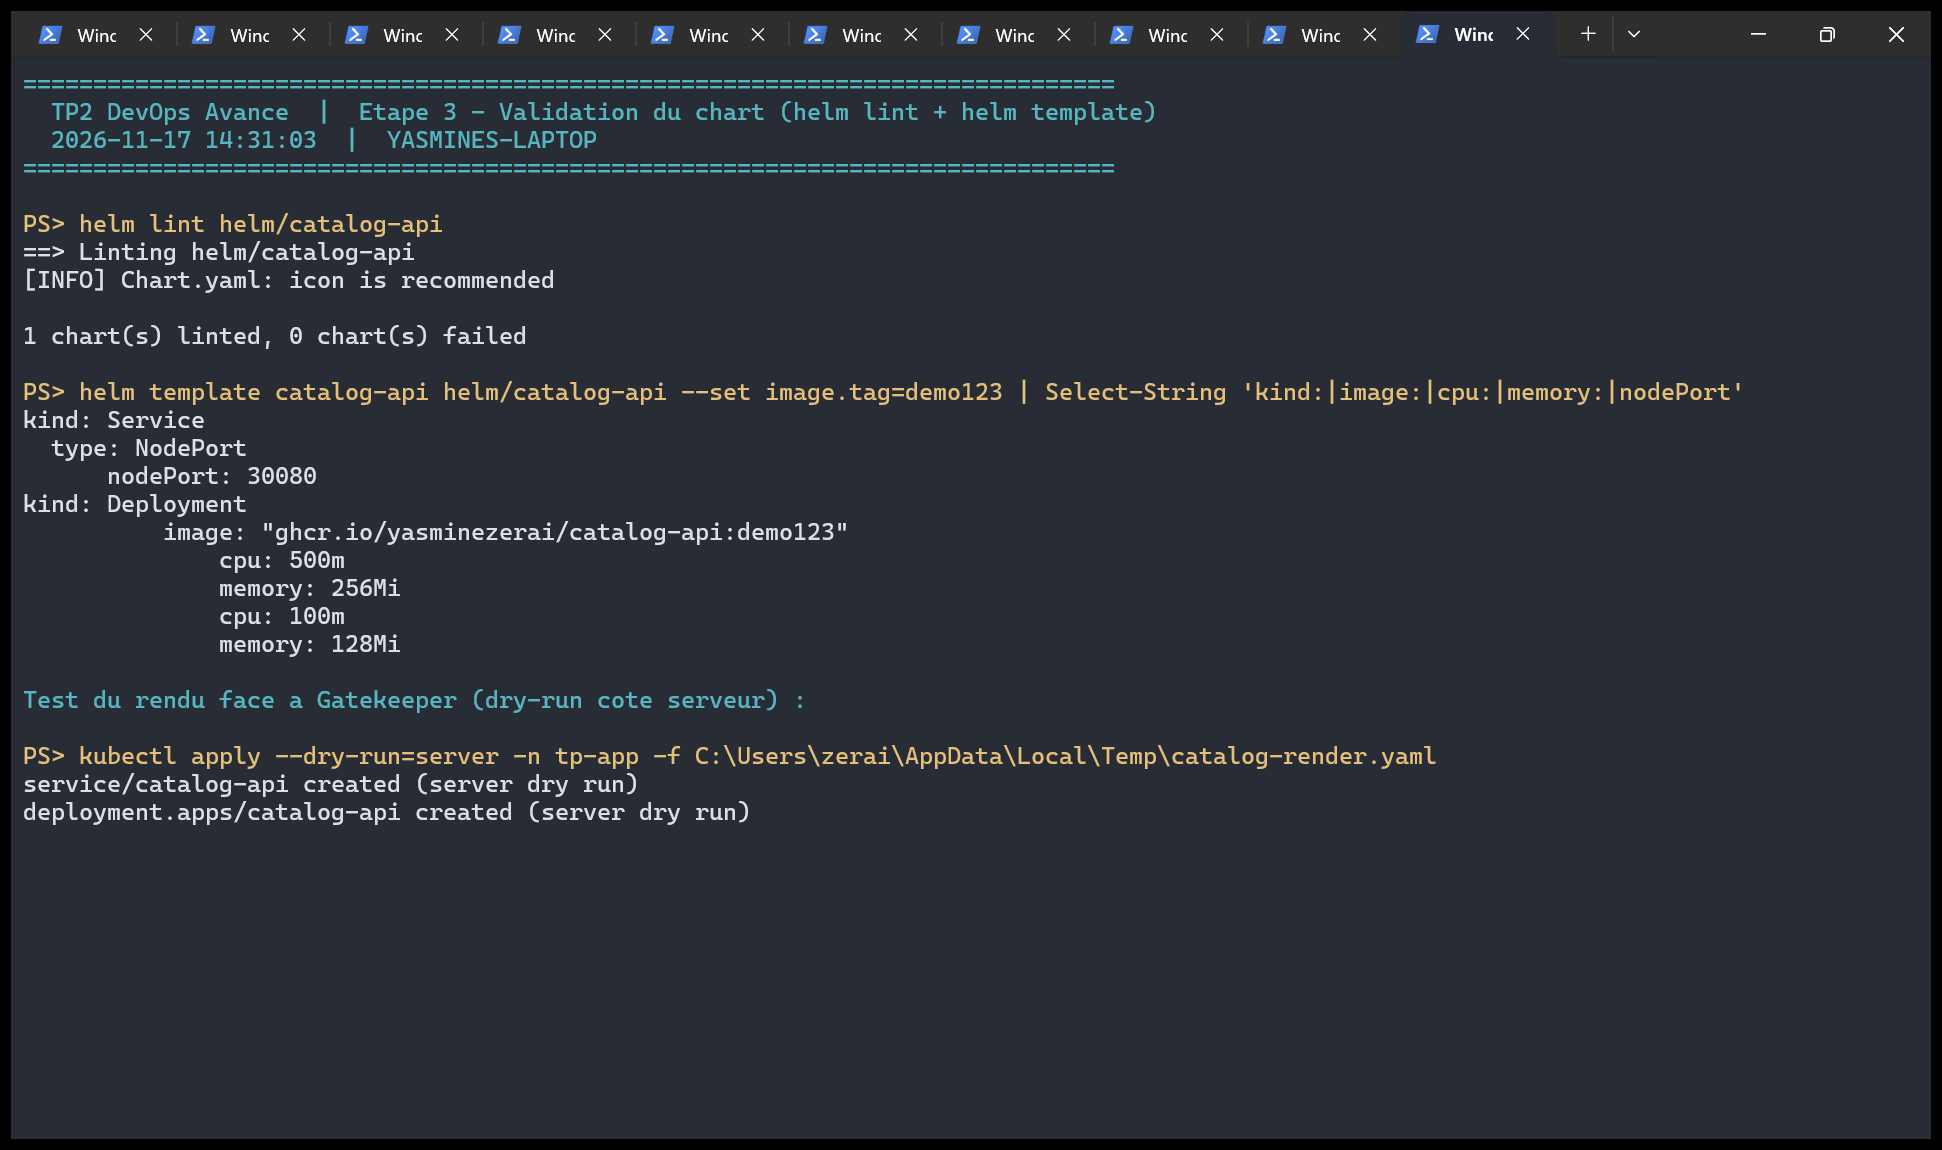 Winc Winc Winc Winc Winc Winc Winc Winc Winc Winc
==============================================================================
  TP2 DevOps Avance  |  Etape 3 - Validation du chart (helm lint + helm template)
  2026-11-17 14:31:03  |  YASMINES-LAPTOP
==============================================================================
PS> helm lint helm/catalog-api
==> Linting helm/catalog-api
[INFO] Chart.yaml: icon is recommended
1 chart(s) linted, 0 chart(s) failed
PS> helm template catalog-api helm/catalog-api --set image.tag=demo123 | Select-String 'kind:|image:|cpu:|memory:|nodePort'
kind: Service
  type: NodePort
      nodePort: 30080
kind: Deployment
          image: "ghcr.io/yasminezerai/catalog-api:demo123"
              cpu: 500m
              memory: 256Mi
              cpu: 100m
              memory: 128Mi
Test du rendu face a Gatekeeper (dry-run cote serveur) :
PS> kubectl apply --dry-run=server -n tp-app -f C:\Users\zerai\AppData\Local\Temp\catalog-render.yaml
service/catalog-api created (server dry run)
deployment.apps/catalog-api created (server dry run)